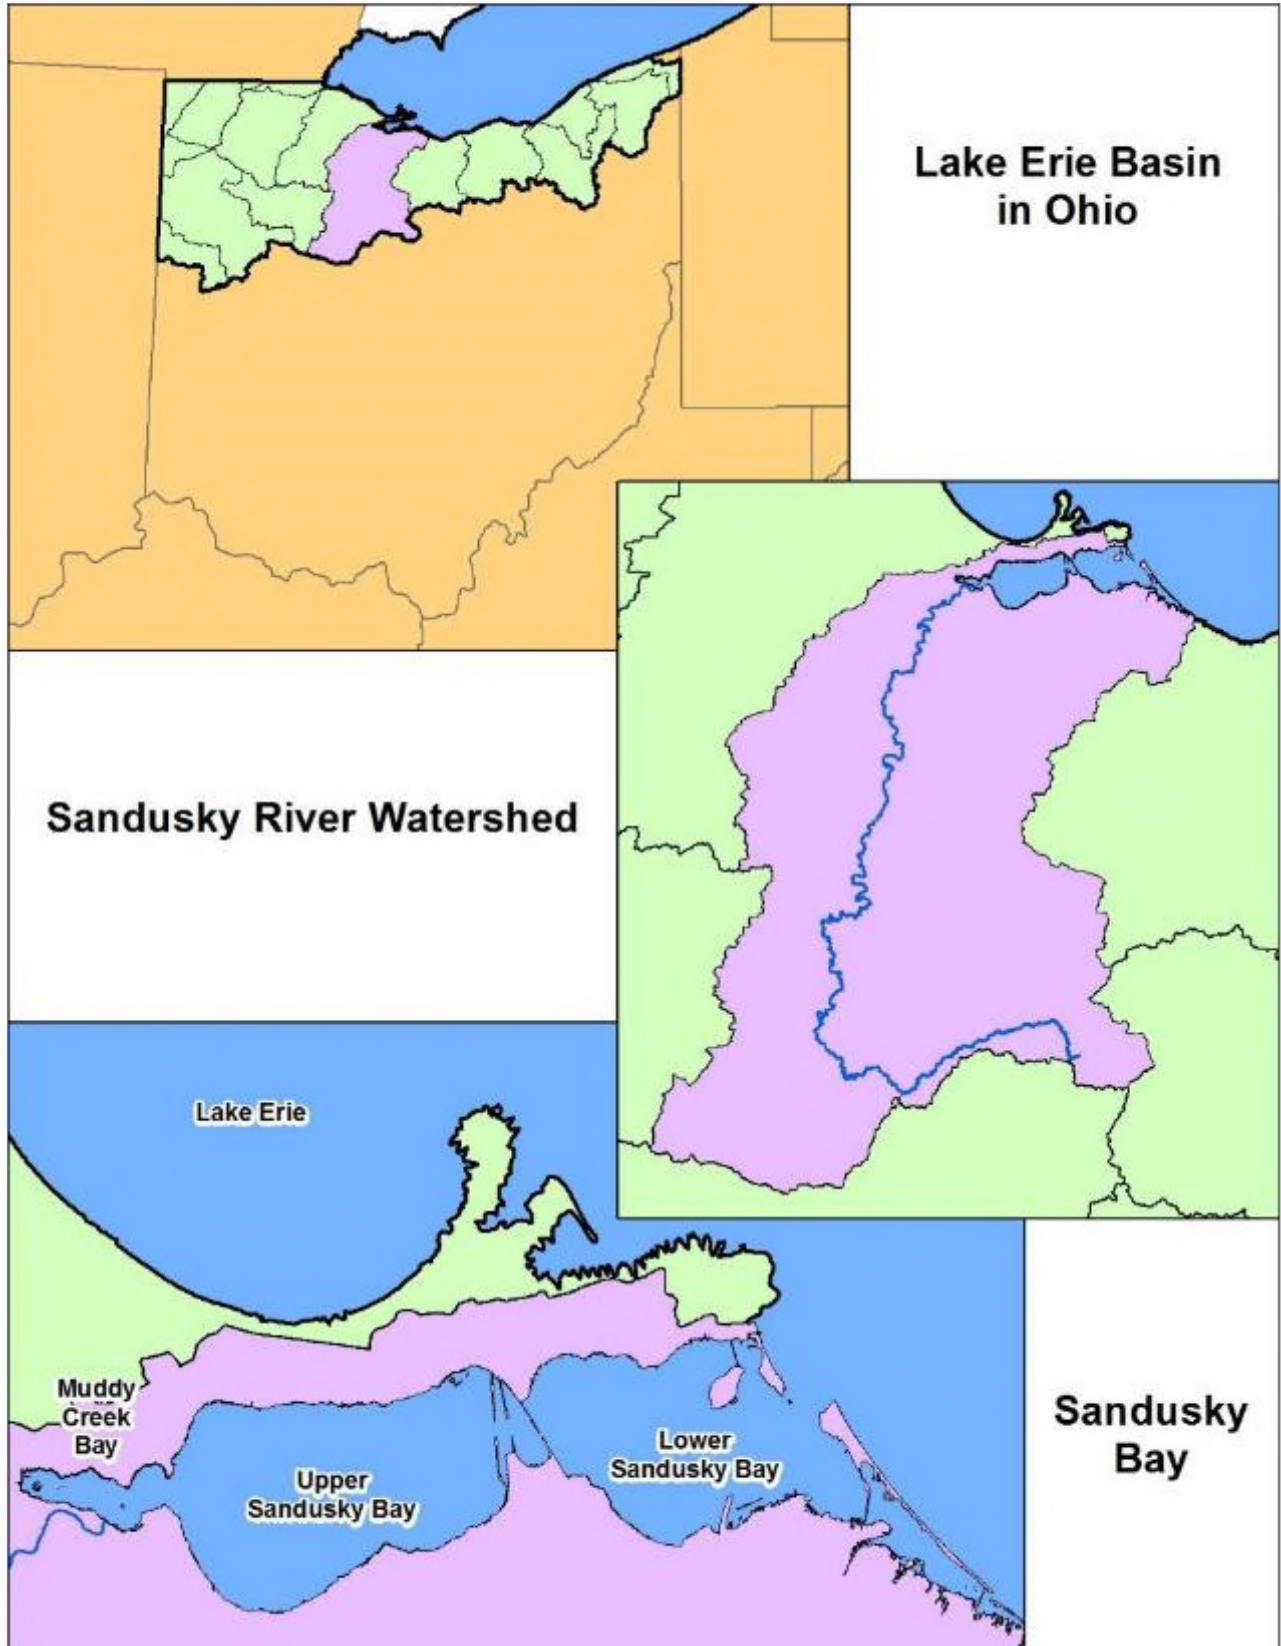 Lake Erie Basin
in Ohio
Sandusky River Watershed
Lake Erie
Muddy
Creek
Bay
Upper
Sandusky Bay
Lower
Sandusky Bay
Sandusky
Bay